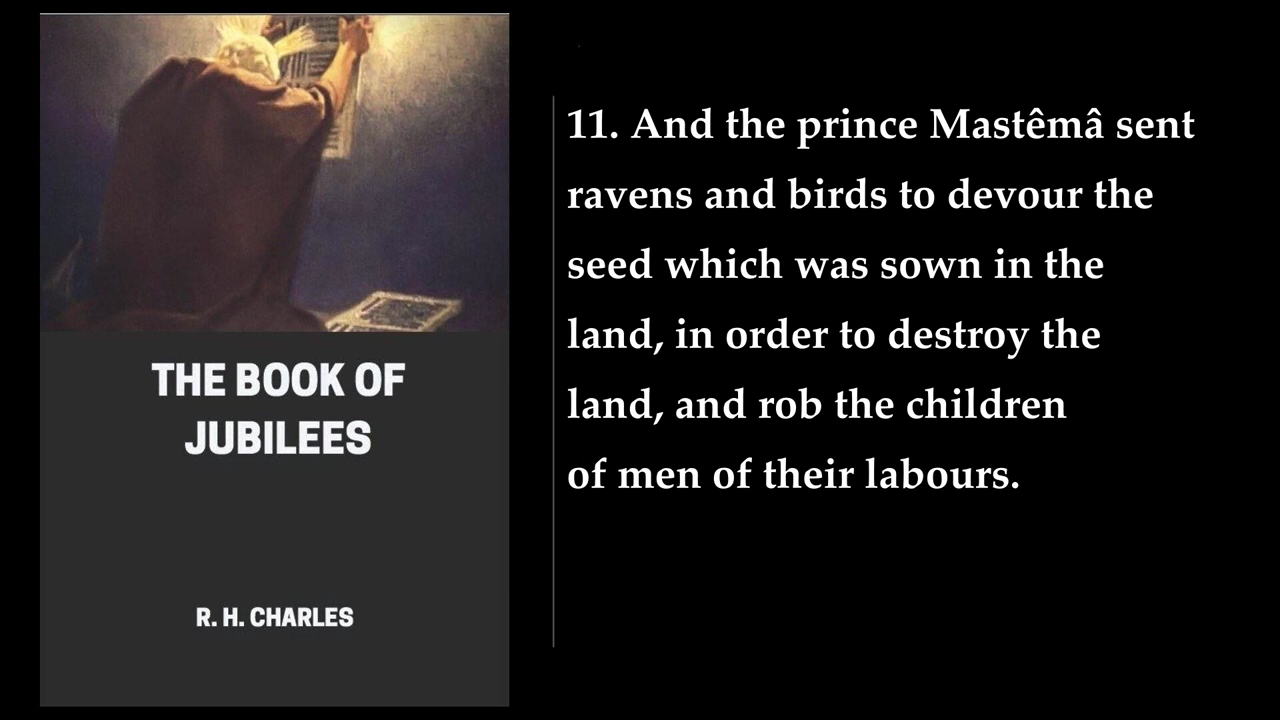 THE BOOK OF
JUBILEES
R. H. CHARLES
11. And the prince Mastêmâ sent
ravens and birds to devour the
seed which was sown in the
land, in order to destroy the
land, and rob the children
of men of their labours.